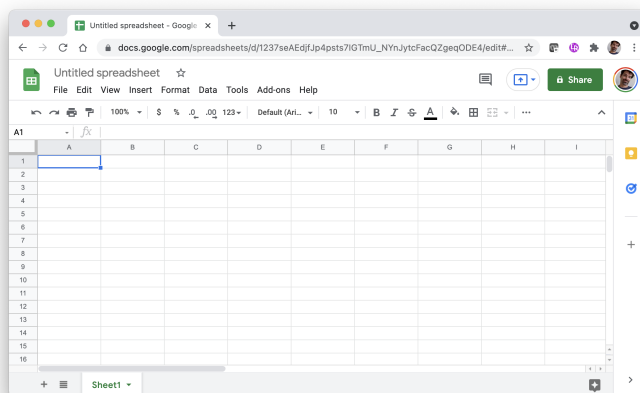 Untitled spreadsheet - Google
docs.google.com/spreadsheets/d/1237seAEdjfJp4psts7IGTmU_NYnJytcFacQZgeqODE4/edit#...
Untitled spreadsheet
Share
File Edit View Insert Format Data Tools Add-ons Help
100% $ % .0 .00 123 Default (Ari... 10 B I S A
A1 fx
A B C D E F G H I
1
2
3
4
5
6
7
8
9
10
11
12
13
14
15
16
Sheet1